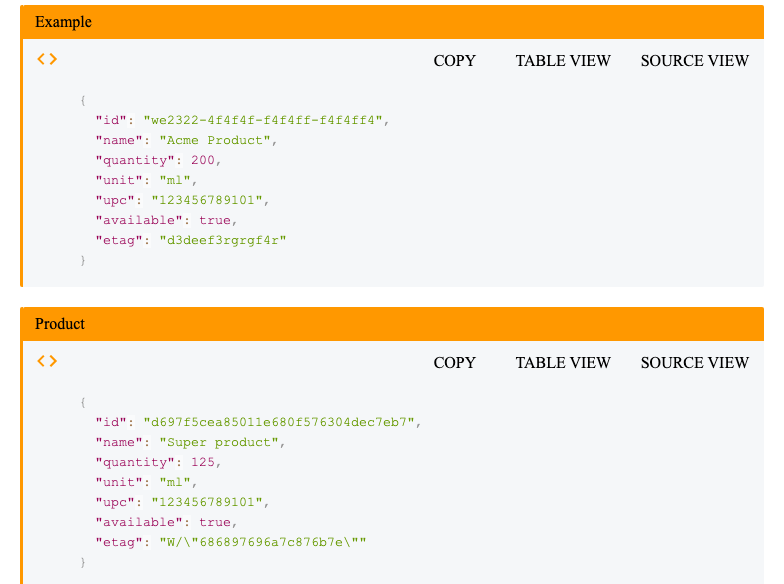 Example
<> COPY TABLE VIEW SOURCE VIEW
{
"id": "we2322-4f4f4f-f4f4ff-f4f4ff4",
"name": "Acme Product",
"quantity": 200,
"unit": "ml",
"upc": "123456789101",
"available": true,
"etag": "d3deef3rgrgf4r"
}
Product
<> COPY TABLE VIEW SOURCE VIEW
{
"id": "d697f5cea85011e680f576304dec7eb7",
"name": "Super product",
"quantity": 125,
"unit": "ml",
"upc": "123456789101",
"available": true,
"etag": "W/\"686897696a7c876b7e\""
}